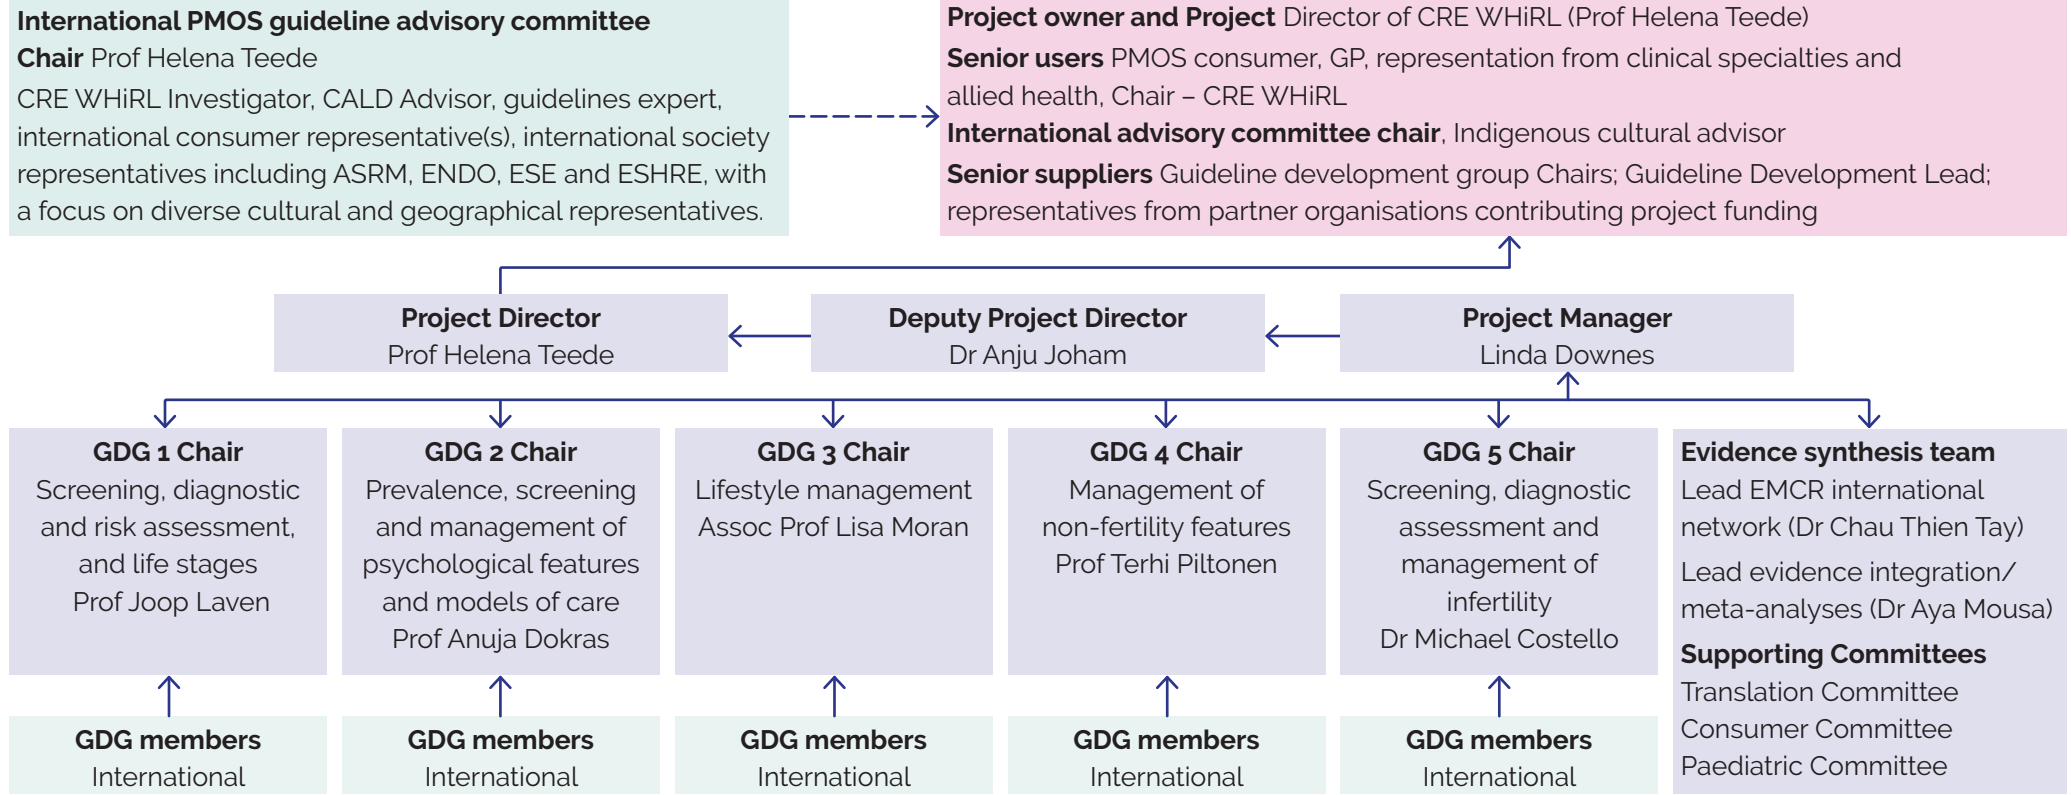 International PMOS guideline advisory committee
Chair Prof Helena Teede
CRE WHiRL Investigator, CALD Advisor, guidelines expert,
international consumer representative(s), international society
representatives including ASRM, ENDO, ESE and ESHRE, with
a focus on diverse cultural and geographical representatives.
Project owner and Project Director of CRE WHiRL (Prof Helena Teede)
Senior users PMOS consumer, GP, representation from clinical specialties and
allied health, Chair – CRE WHiRL
International advisory committee chair, Indigenous cultural advisor
Senior suppliers Guideline development group Chairs; Guideline Development Lead;
representatives from partner organisations contributing project funding
Project Director
Prof Helena Teede
Deputy Project Director
Dr Anju Joham
Project Manager
Linda Downes
GDG 1 Chair
Screening, diagnostic
and risk assessment,
and life stages
Prof Joop Laven
GDG 2 Chair
Prevalence, screening
and management of
psychological features
and models of care
Prof Anuja Dokras
GDG 3 Chair
Lifestyle management
Assoc Prof Lisa Moran
GDG 4 Chair
Management of
non-fertility features
Prof Terhi Piltonen
GDG 5 Chair
Screening, diagnostic
assessment and
management of
infertility
Dr Michael Costello
Evidence synthesis team
Lead EMCR international
network (Dr Chau Thien Tay)
Lead evidence integration/
meta-analyses (Dr Aya Mousa)
Supporting Committees
Translation Committee
Consumer Committee
Paediatric Committee
GDG members
International
GDG members
International
GDG members
International
GDG members
International
GDG members
International